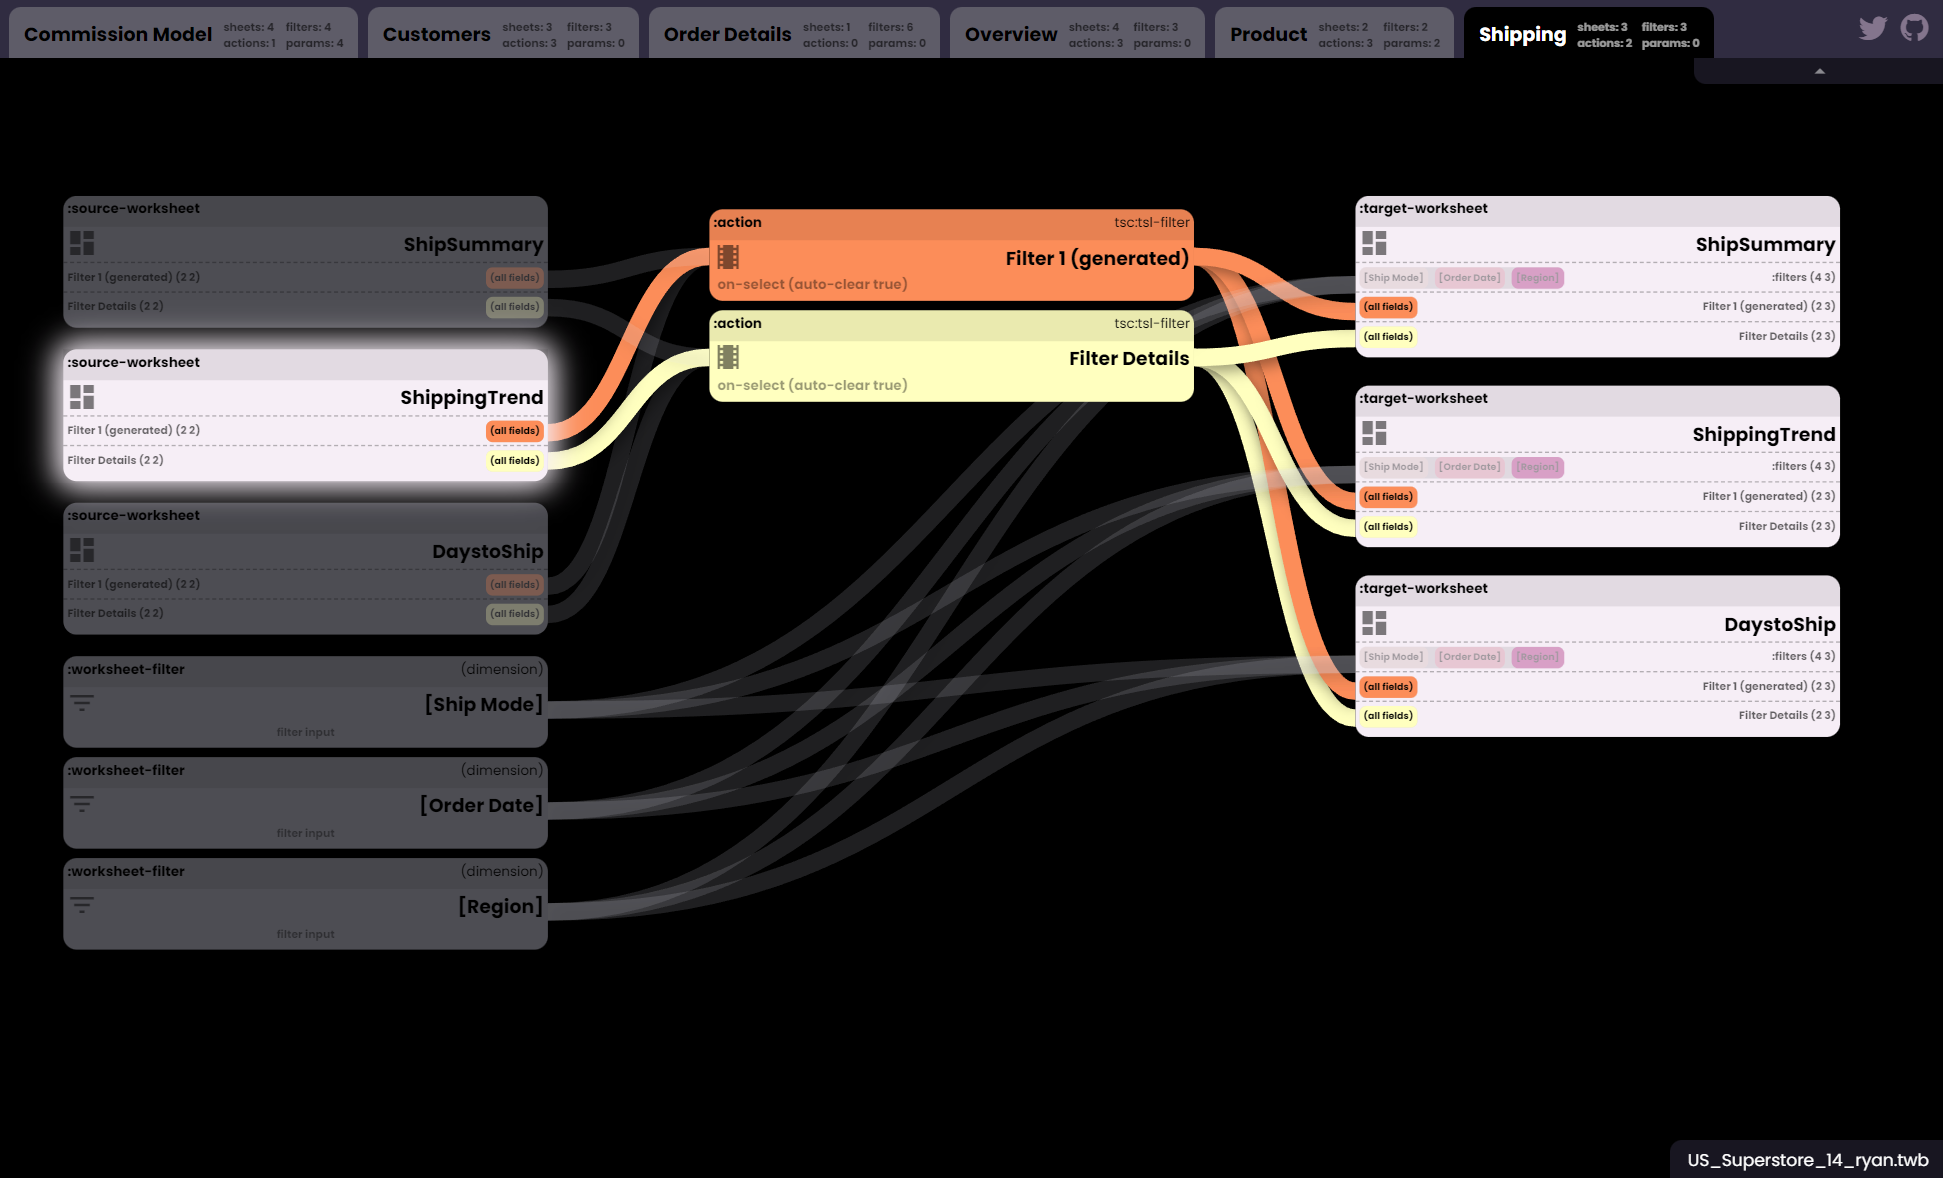 Commission Model sheets: 4 filters: 4
actions: 1 params: 4
Customers sheets: 3 filters: 3
actions: 3 params: 0
Order Details sheets: 1 filters: 6
actions: 0 params: 0
Overview sheets: 4 filters: 3
actions: 3 params: 0
Product sheets: 2 filters: 2
actions: 3 params: 2
Shipping sheets: 3 filters: 3
actions: 2 params: 0
:source-worksheet
ShipSummary
Filter 1 (generated) (2 2) (all fields)
Filter Details (2 2) (all fields)
:source-worksheet
ShippingTrend
Filter 1 (generated) (2 2) (all fields)
Filter Details (2 2) (all fields)
:source-worksheet
DaystoShip
Filter 1 (generated) (2 2) (all fields)
Filter Details (2 2) (all fields)
:worksheet-filter (dimension)
[Ship Mode]
filter input
:worksheet-filter (dimension)
[Order Date]
filter input
:worksheet-filter (dimension)
[Region]
filter input
:action tsc:tsl-filter
Filter 1 (generated)
on-select (auto-clear true)
:action tsc:tsl-filter
Filter Details
on-select (auto-clear true)
:target-worksheet
ShipSummary
[Ship Mode] [Order Date] [Region] :filters (4 3)
(all fields) Filter 1 (generated) (2 3)
(all fields) Filter Details (2 3)
:target-worksheet
ShippingTrend
[Ship Mode] [Order Date] [Region] :filters (4 3)
(all fields) Filter 1 (generated) (2 3)
(all fields) Filter Details (2 3)
:target-worksheet
DaystoShip
[Ship Mode] [Order Date] [Region] :filters (4 3)
(all fields) Filter 1 (generated) (2 3)
(all fields) Filter Details (2 3)
US_Superstore_14_ryan.twb